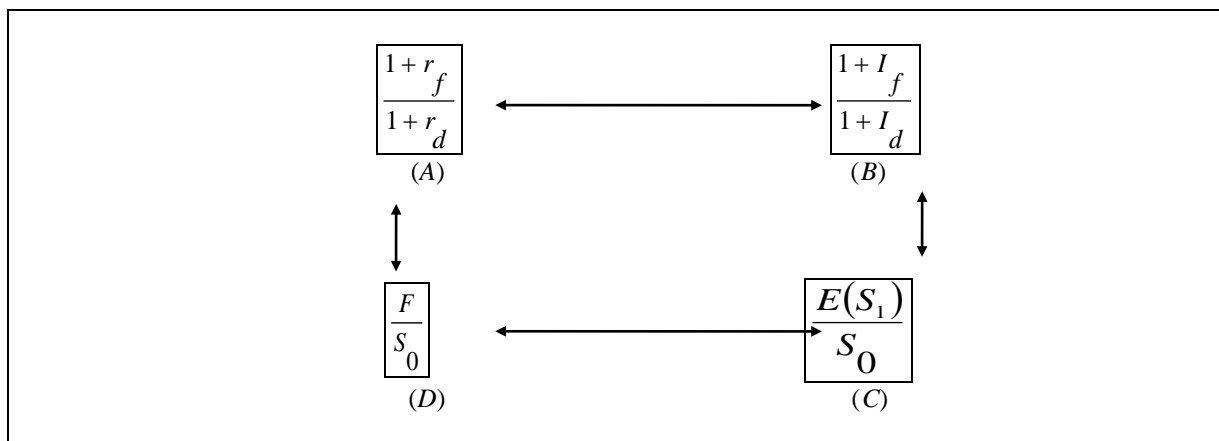 1 + r_f 1 + I_f
1 + r_d 1 + I_d
(A) (B)
F E(S_1)
S_0 S_0
(D) (C)